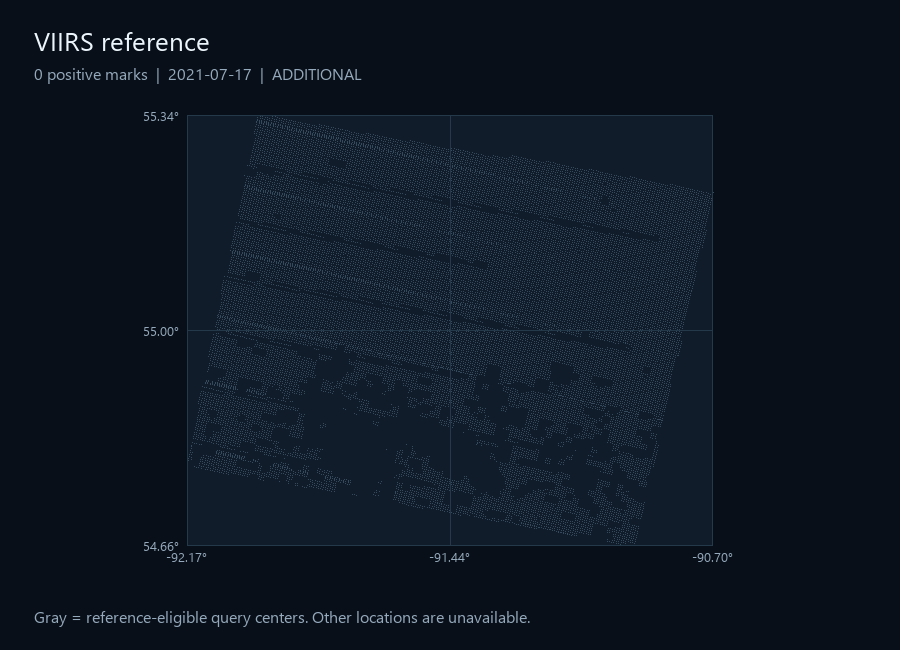 VIIRS reference
0 positive marks | 2021-07-17 | ADDITIONAL
55.34°
55.00°
54.66°
-92.17°
-91.44°
-90.70°
Gray = reference-eligible query centers. Other locations are unavailable.